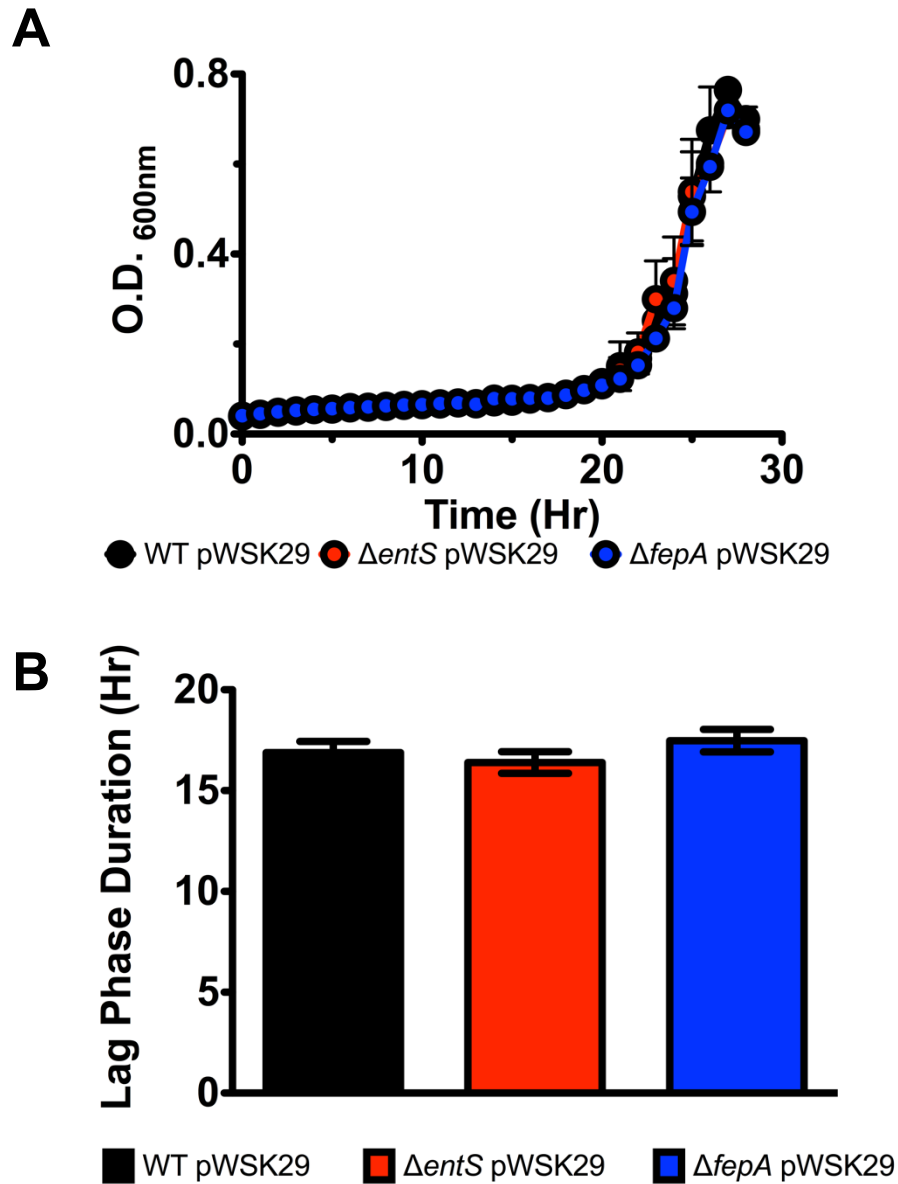 A
0.8
0.4
0.0
O.D. 600nm
0 10 20 30
Time (Hr)
WT pWSK29 ΔentS pWSK29 ΔfepA pWSK29
B
Lag Phase Duration (Hr)
20
15
10
5
0
WT pWSK29 ΔentS pWSK29 ΔfepA pWSK29